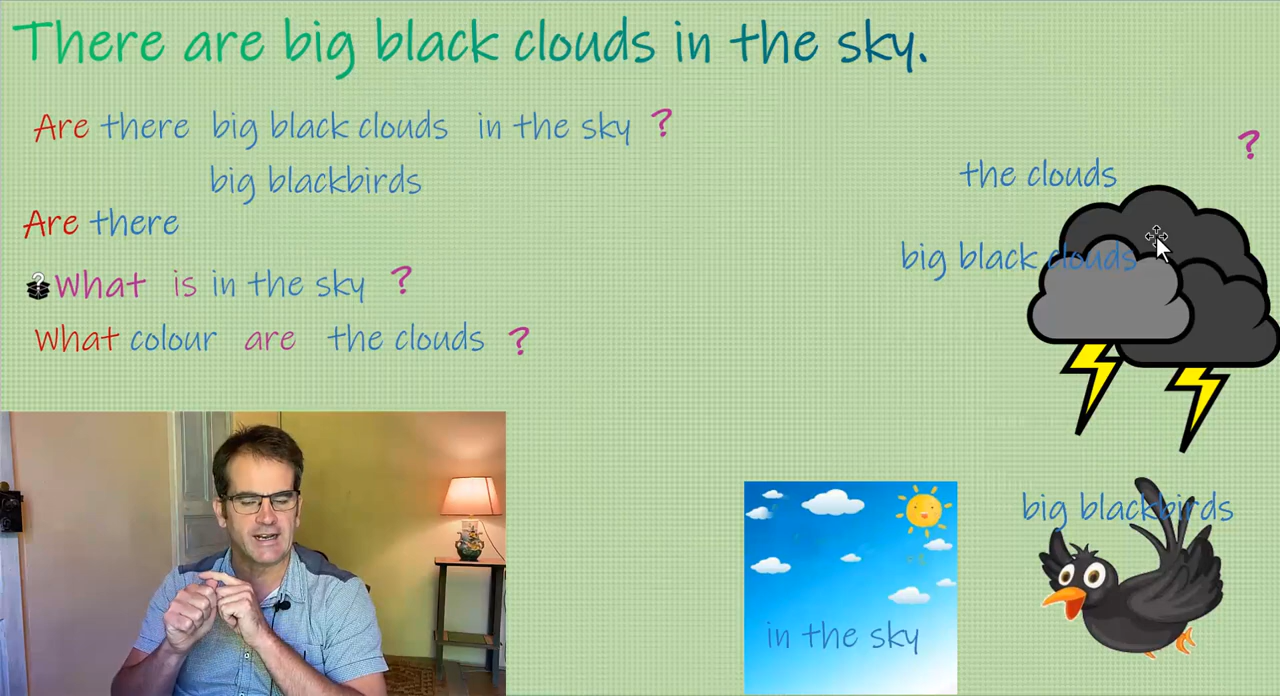 There are big black clouds in the sky.
Are there big black clouds in the sky ?
big blackbirds
Are there
What is in the sky ?
What colour are the clouds ?
?
the clouds
big black clouds
big blackbirds
in the sky